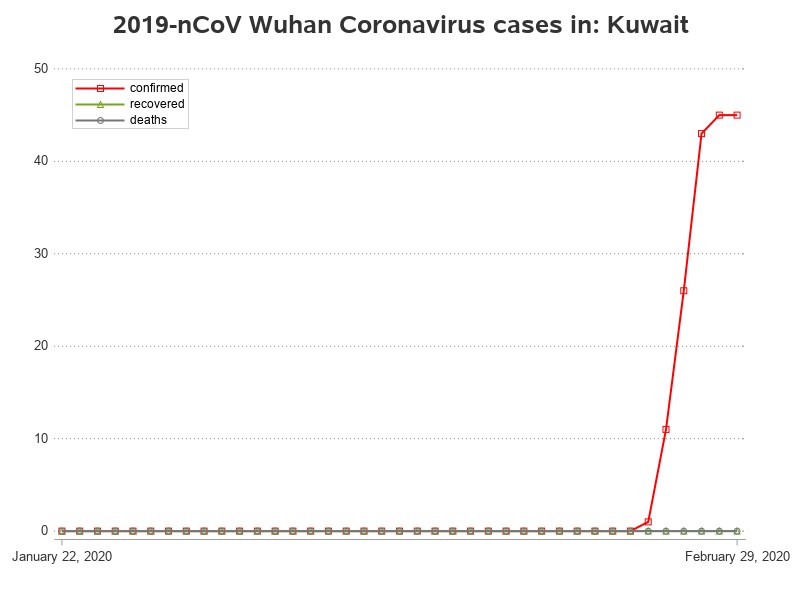 2019-nCoV Wuhan Coronavirus cases in: Kuwait
50
confirmed
recovered
deaths
40
30
20
10
0
January 22, 2020 February 29, 2020